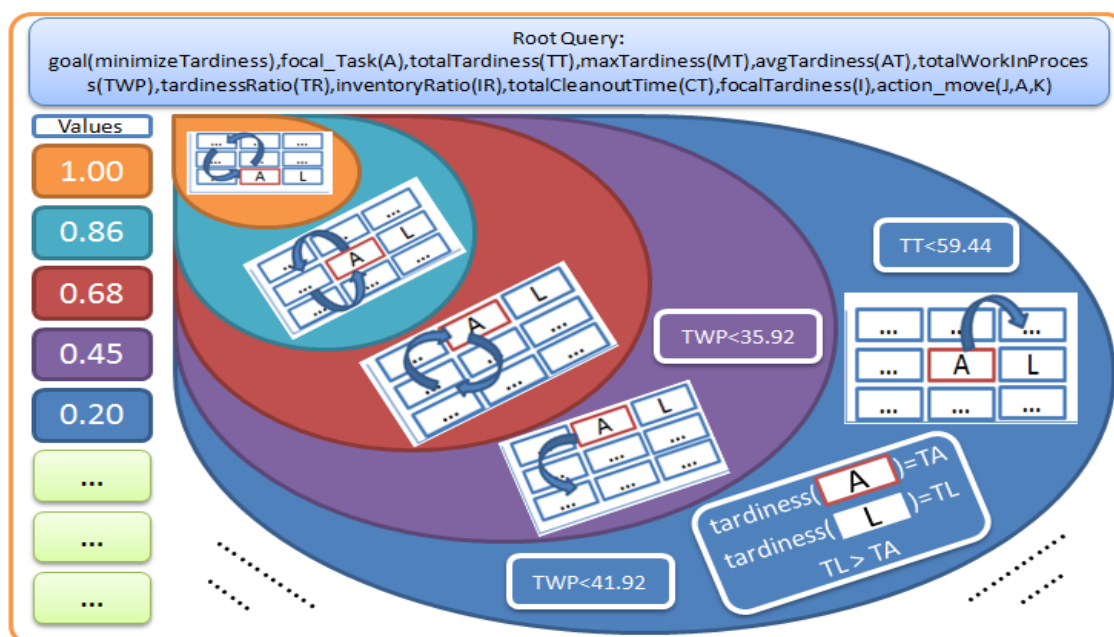 Root Query:
goal(minimizeTardiness),focal_Task(A),totalTardiness(TT),maxTardiness(MT),avgTardiness(AT),totalWorkInProces
s(TWP),tardinessRatio(TR),inventoryRatio(IR),totalCleanoutTime(CT),focalTardiness(I),action_move(J,A,K)
Values
1.00
0.86
0.68
0.45
0.20
...
...
...
... ... ...
... ... ...
... A L
... ... ...
... A L
... ... ...
... A L
... ... ...
... ... ...
TWP<35.92
... A L
... ... ...
... ... ...
TT<59.44
... ... ...
... A L
... ... ...
TWP<41.92
tardiness( A )=TA
tardiness( L )=TL
TL > TA